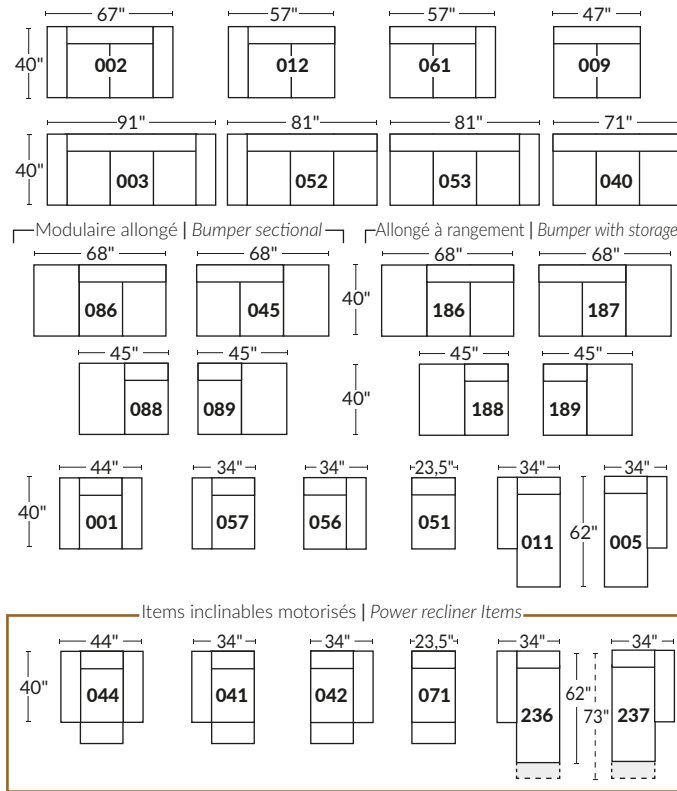 67" 57" 57" 47"
40" 002 012 061 009
91" 81" 81" 71"
40" 003 052 053 040
Modulaire allongé | Bumper sectional Allongé à rangement | Bumper with storage
68" 68" 68" 68"
086 045 40" 186 187
45" 45" 45" 45"
088 089 40" 188 189
44" 34" 34" 23,5" 34" 34"
40" 001 057 056 051 011 62" 005
Items inclinables motorisés | Power recliner Items
44" 34" 34" 23,5" 34" 34"
40" 044 041 042 071 236 62" 73" 237